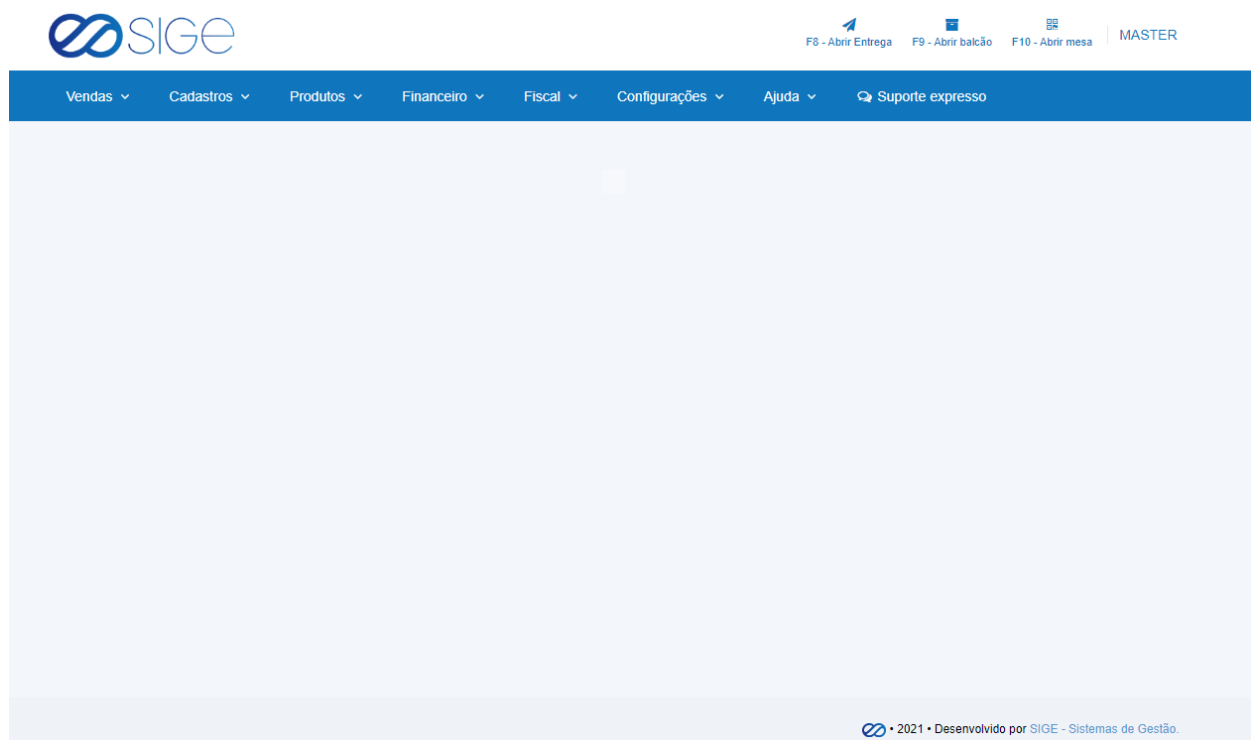 SIGE
F8 - Abrir Entrega F9 - Abrir balcão F10 - Abrir mesa MASTER
Vendas Cadastros Produtos Financeiro Fiscal Configurações Ajuda Suporte expresso
• 2021 • Desenvolvido por SIGE - Sistemas de Gestão.